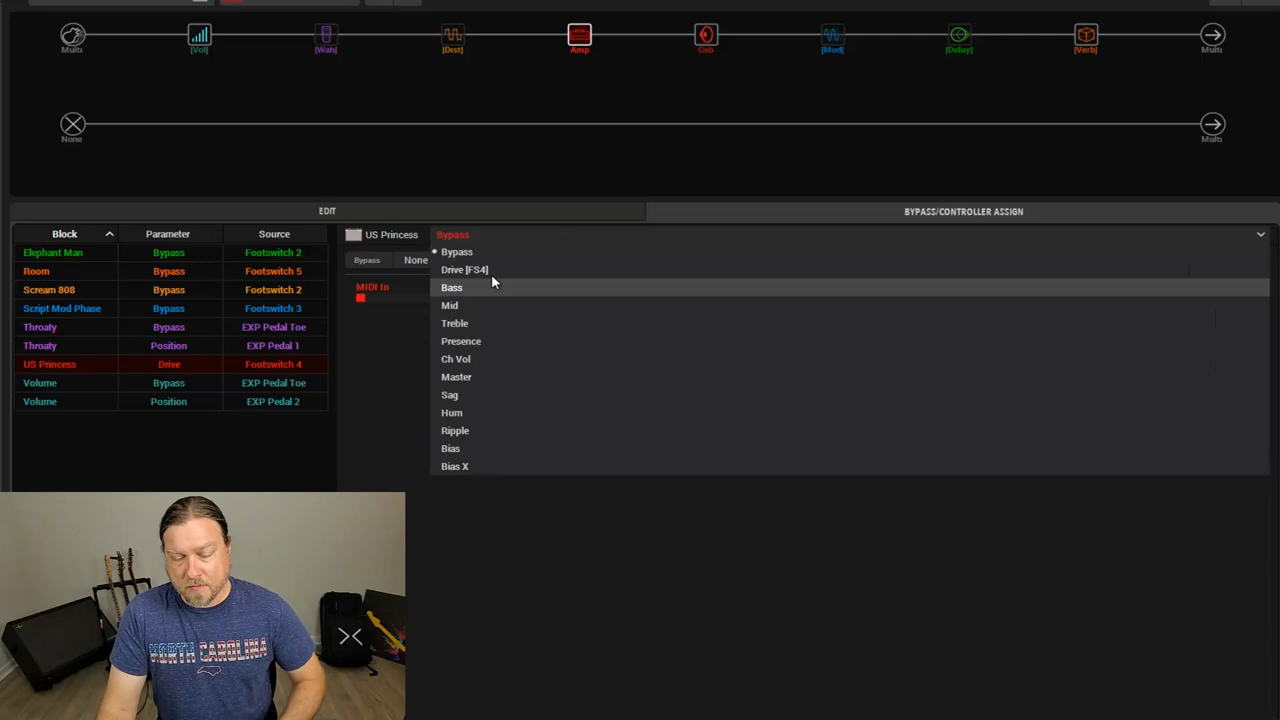 Multi [Vol] [Wah] [Dist] Amp Cab [Mod] [Delay] [Verb] Multi
None Multi
EDIT BYPASS/CONTROLLER ASSIGN
Block Parameter Source
Elephant Man Bypass Footswitch 2
Room Bypass Footswitch 5
Scream 808 Bypass Footswitch 1
Script Mod Phase Bypass Footswitch 3
Throaty Bypass EXP Pedal Toe
Throaty Position EXP Pedal 1
US Princess Drive Footswitch 4
Volume Bypass EXP Pedal Toe
Volume Position EXP Pedal 2
US Princess Bypass
Bypass None
MIDI In
Bypass
Drive [FS4]
Bass
Mid
Treble
Presence
Ch Vol
Master
Sag
Hum
Ripple
Bias
Bias X
NORTH CAROLINA